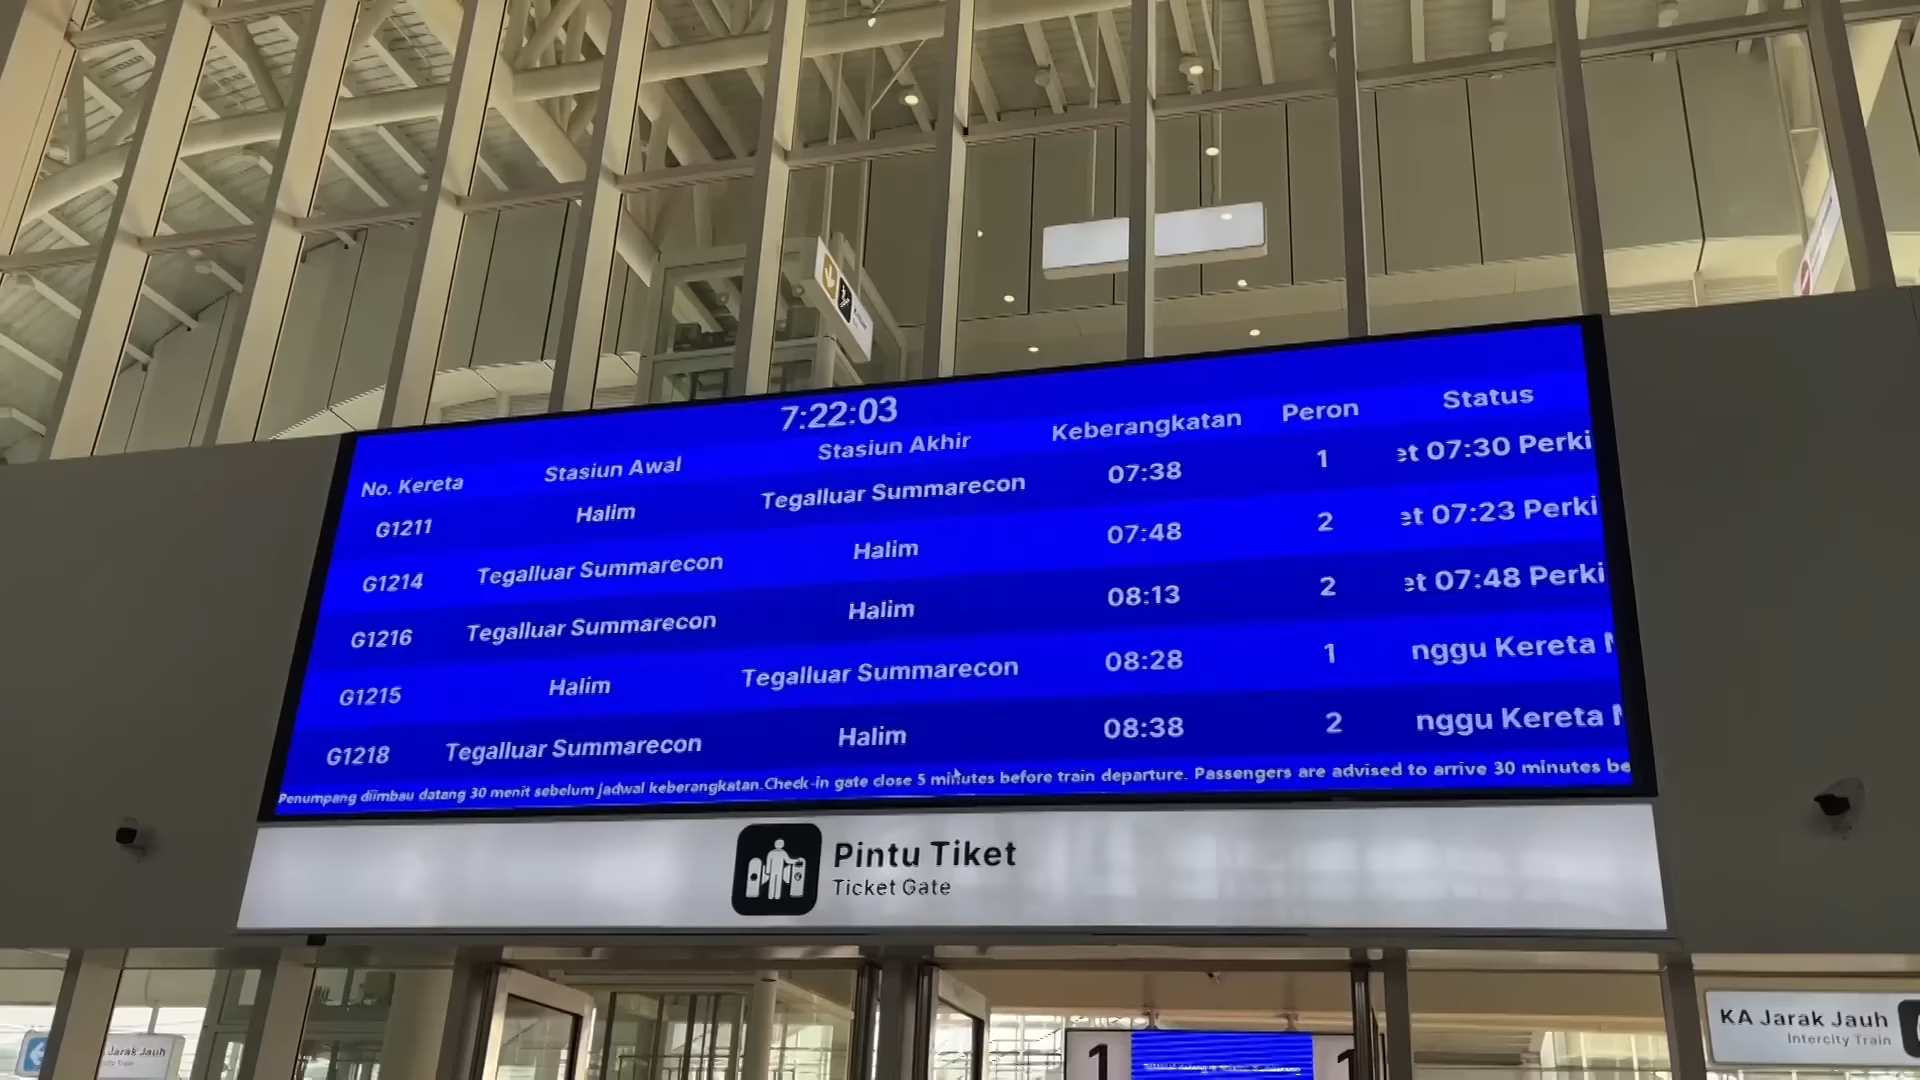 7:22:03
No. Kereta Stasiun Awal Stasiun Akhir Keberangkatan Peron Status
G1211 Halim Tegalluar Summarecon 07:38 1 et 07:30 Perki
G1214 Tegalluar Summarecon Halim 07:48 2 et 07:23 Perki
G1216 Tegalluar Summarecon Halim 08:13 2 et 07:48 Perki
G1215 Halim Tegalluar Summarecon 08:28 1 nggu Kereta
G1218 Tegalluar Summarecon Halim 08:38 2 nggu Kereta
Penumpang diimbau datang 30 menit sebelum jadwal keberangkatan.Check-in gate close 5 minutes before train departure. Passengers are advised to arrive 30 minutes be
Pintu Tiket
Ticket Gate
KA Jarak Jauh
Intercity Train
Jarak Jauh
1
1